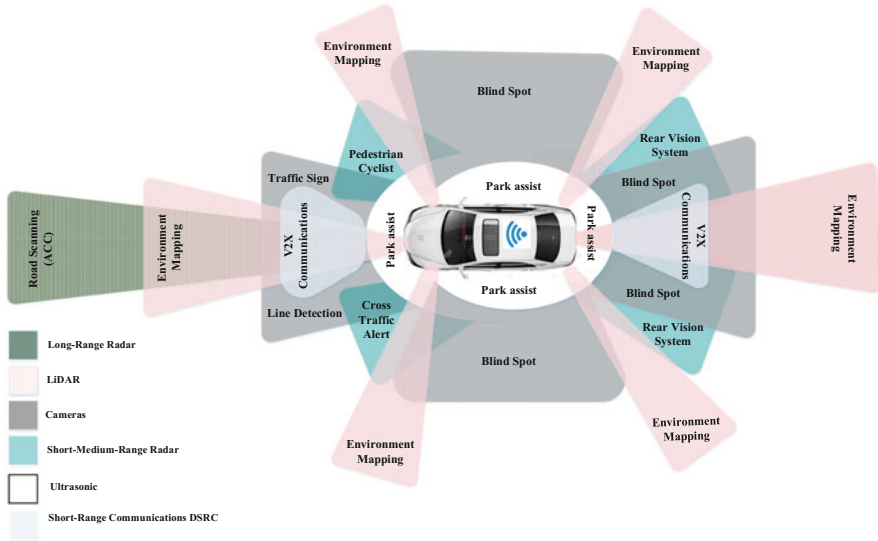 Environment
Mapping
Environment
Mapping
Blind Spot
Pedestrian
Cyclist
Rear Vision
System
Traffic Sign
Park assist
Blind Spot
Road Scanning
(ACC)
Environment
Mapping
V2X
Communications
Park assist
Park assist
V2X
Communications
Environment
Mapping
Park assist
Blind Spot
Line Detection
Cross
Traffic
Alert
Rear Vision
System
Blind Spot
Environment
Mapping
Environment
Mapping
Long-Range Radar
LiDAR
Cameras
Short-Medium-Range Radar
Ultrasonic
Short-Range Communications DSRC